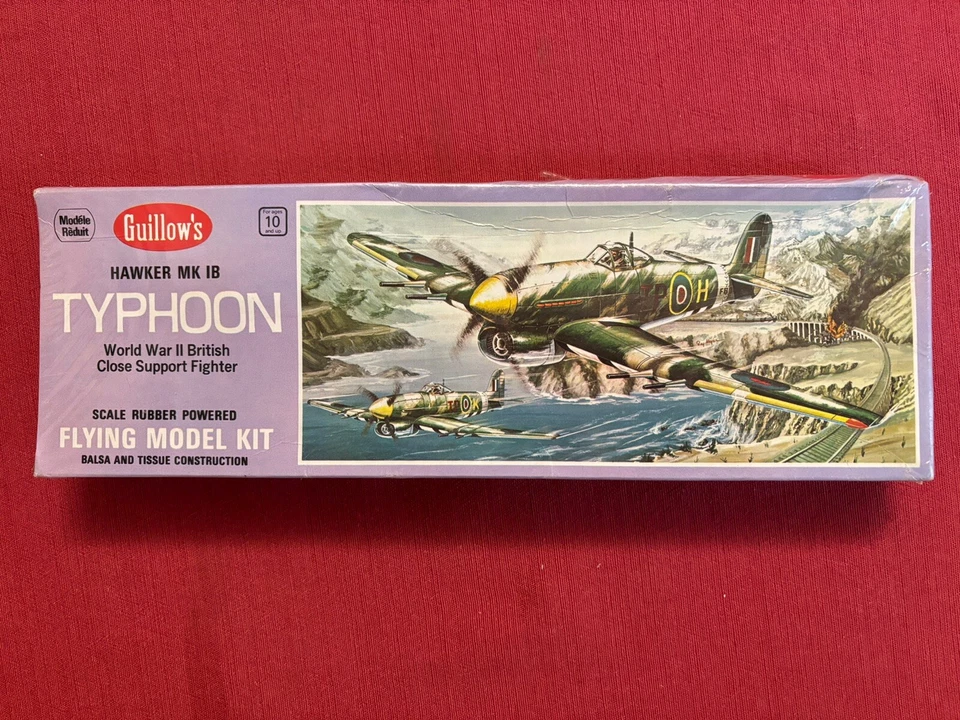 Modéle
Réduit
Guillow's
For ages
10
and up
HAWKER MK IB
TYPHOON
World War II British
Close Support Fighter
SCALE RUBBER POWERED
FLYING MODEL KIT
BALSA AND TISSUE CONSTRUCTION
H